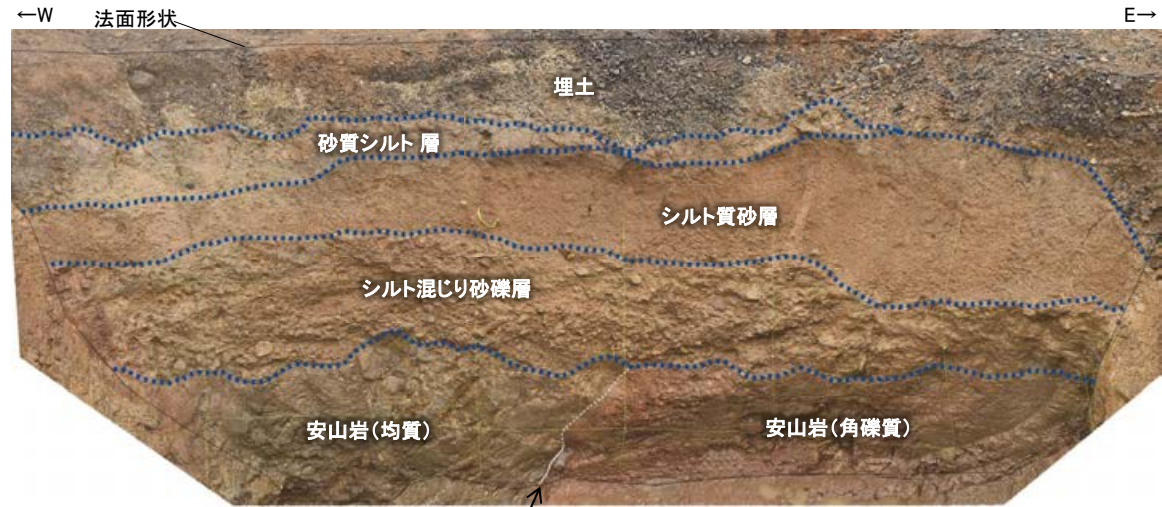 ←W
法面形状
E→
埋土
砂質シルト 層
シルト質砂層
シルト混じり砂礫層
安山岩(均質)
安山岩(角礫質)